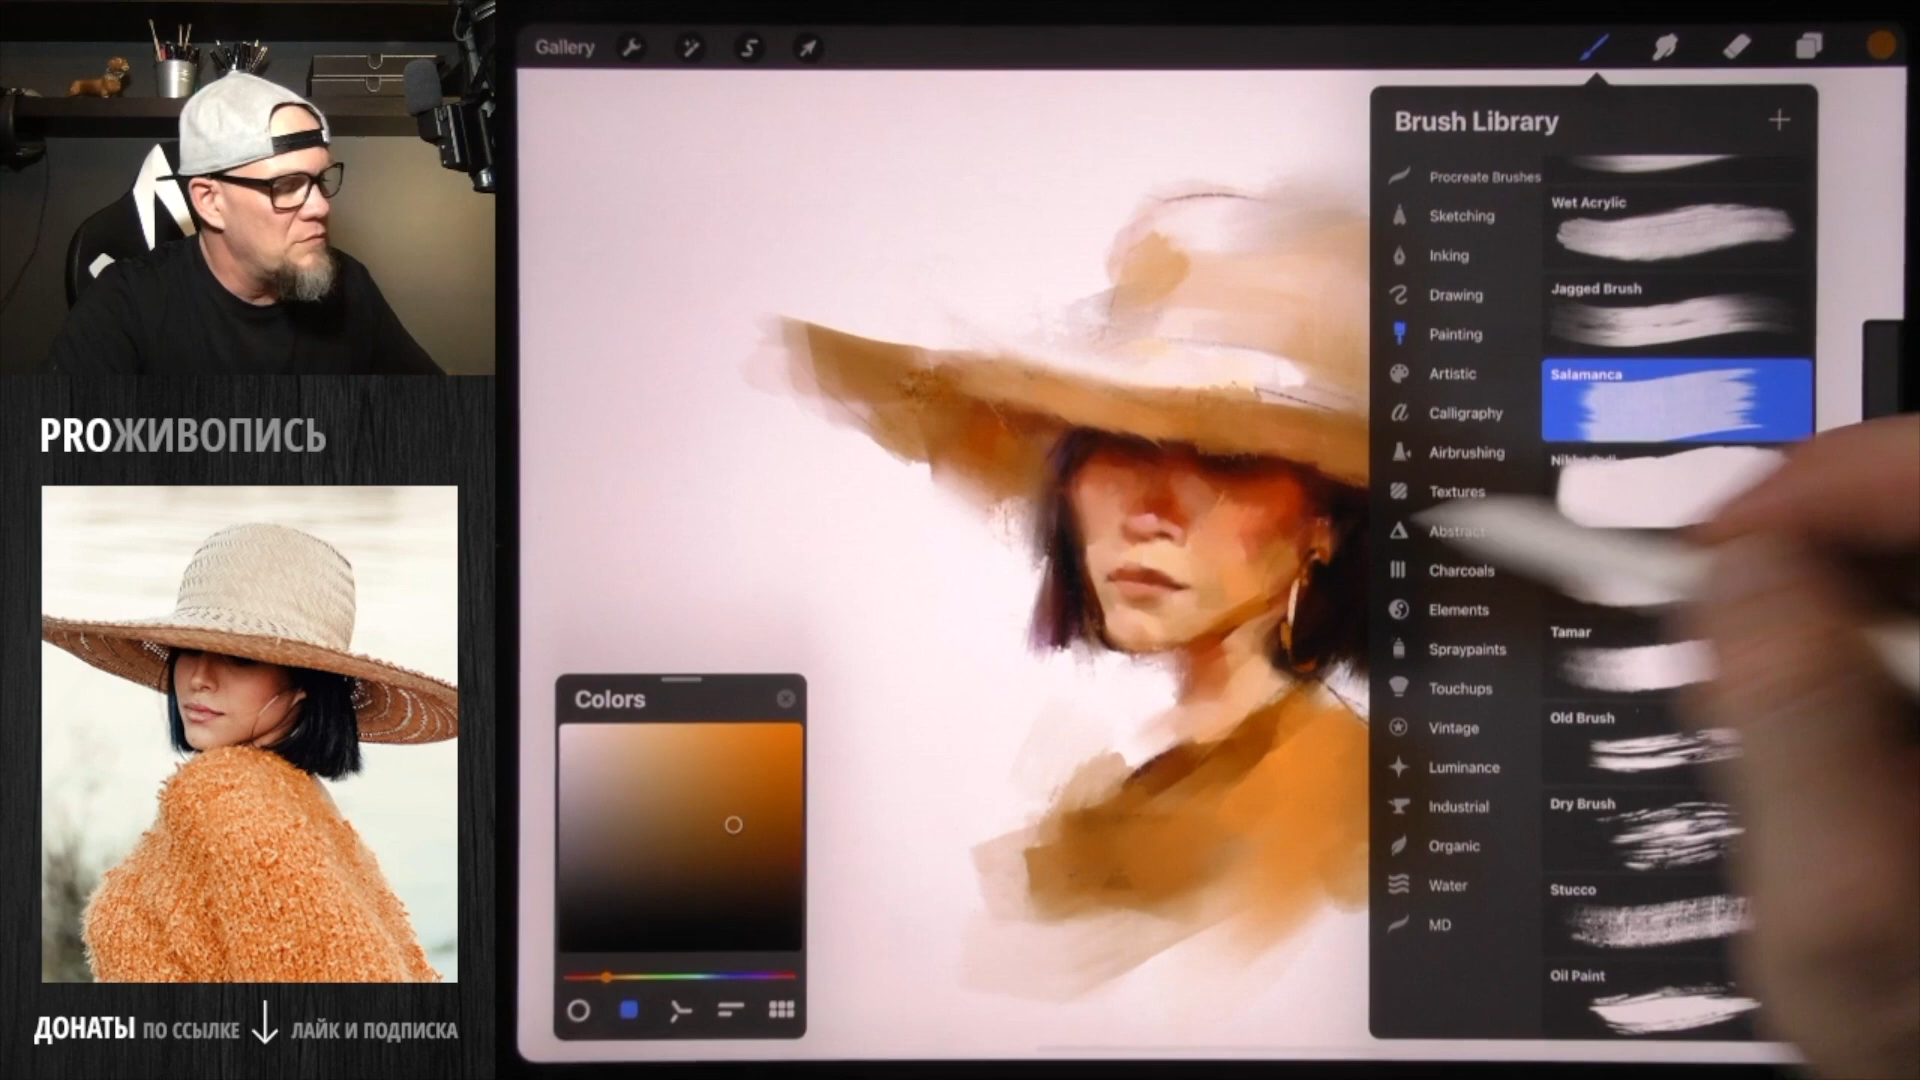 Gallery
Brush Library
Procreate Brushes
Sketching
Inking
Drawing
Painting
Artistic
Calligraphy
Airbrushing
Textures
Abstract
Charcoals
Elements
Spraypaints
Touchups
Vintage
Luminance
Industrial
Organic
Water
MD
Wet Acrylic
Jagged Brush
Salamanca
Tamar
Old Brush
Dry Brush
Stucco
Oil Paint
Colors
PROЖИВОПИСЬ
ДОНАТЫ ПО ССЫЛКЕ ↓ ЛАЙК И ПОДПИСКА